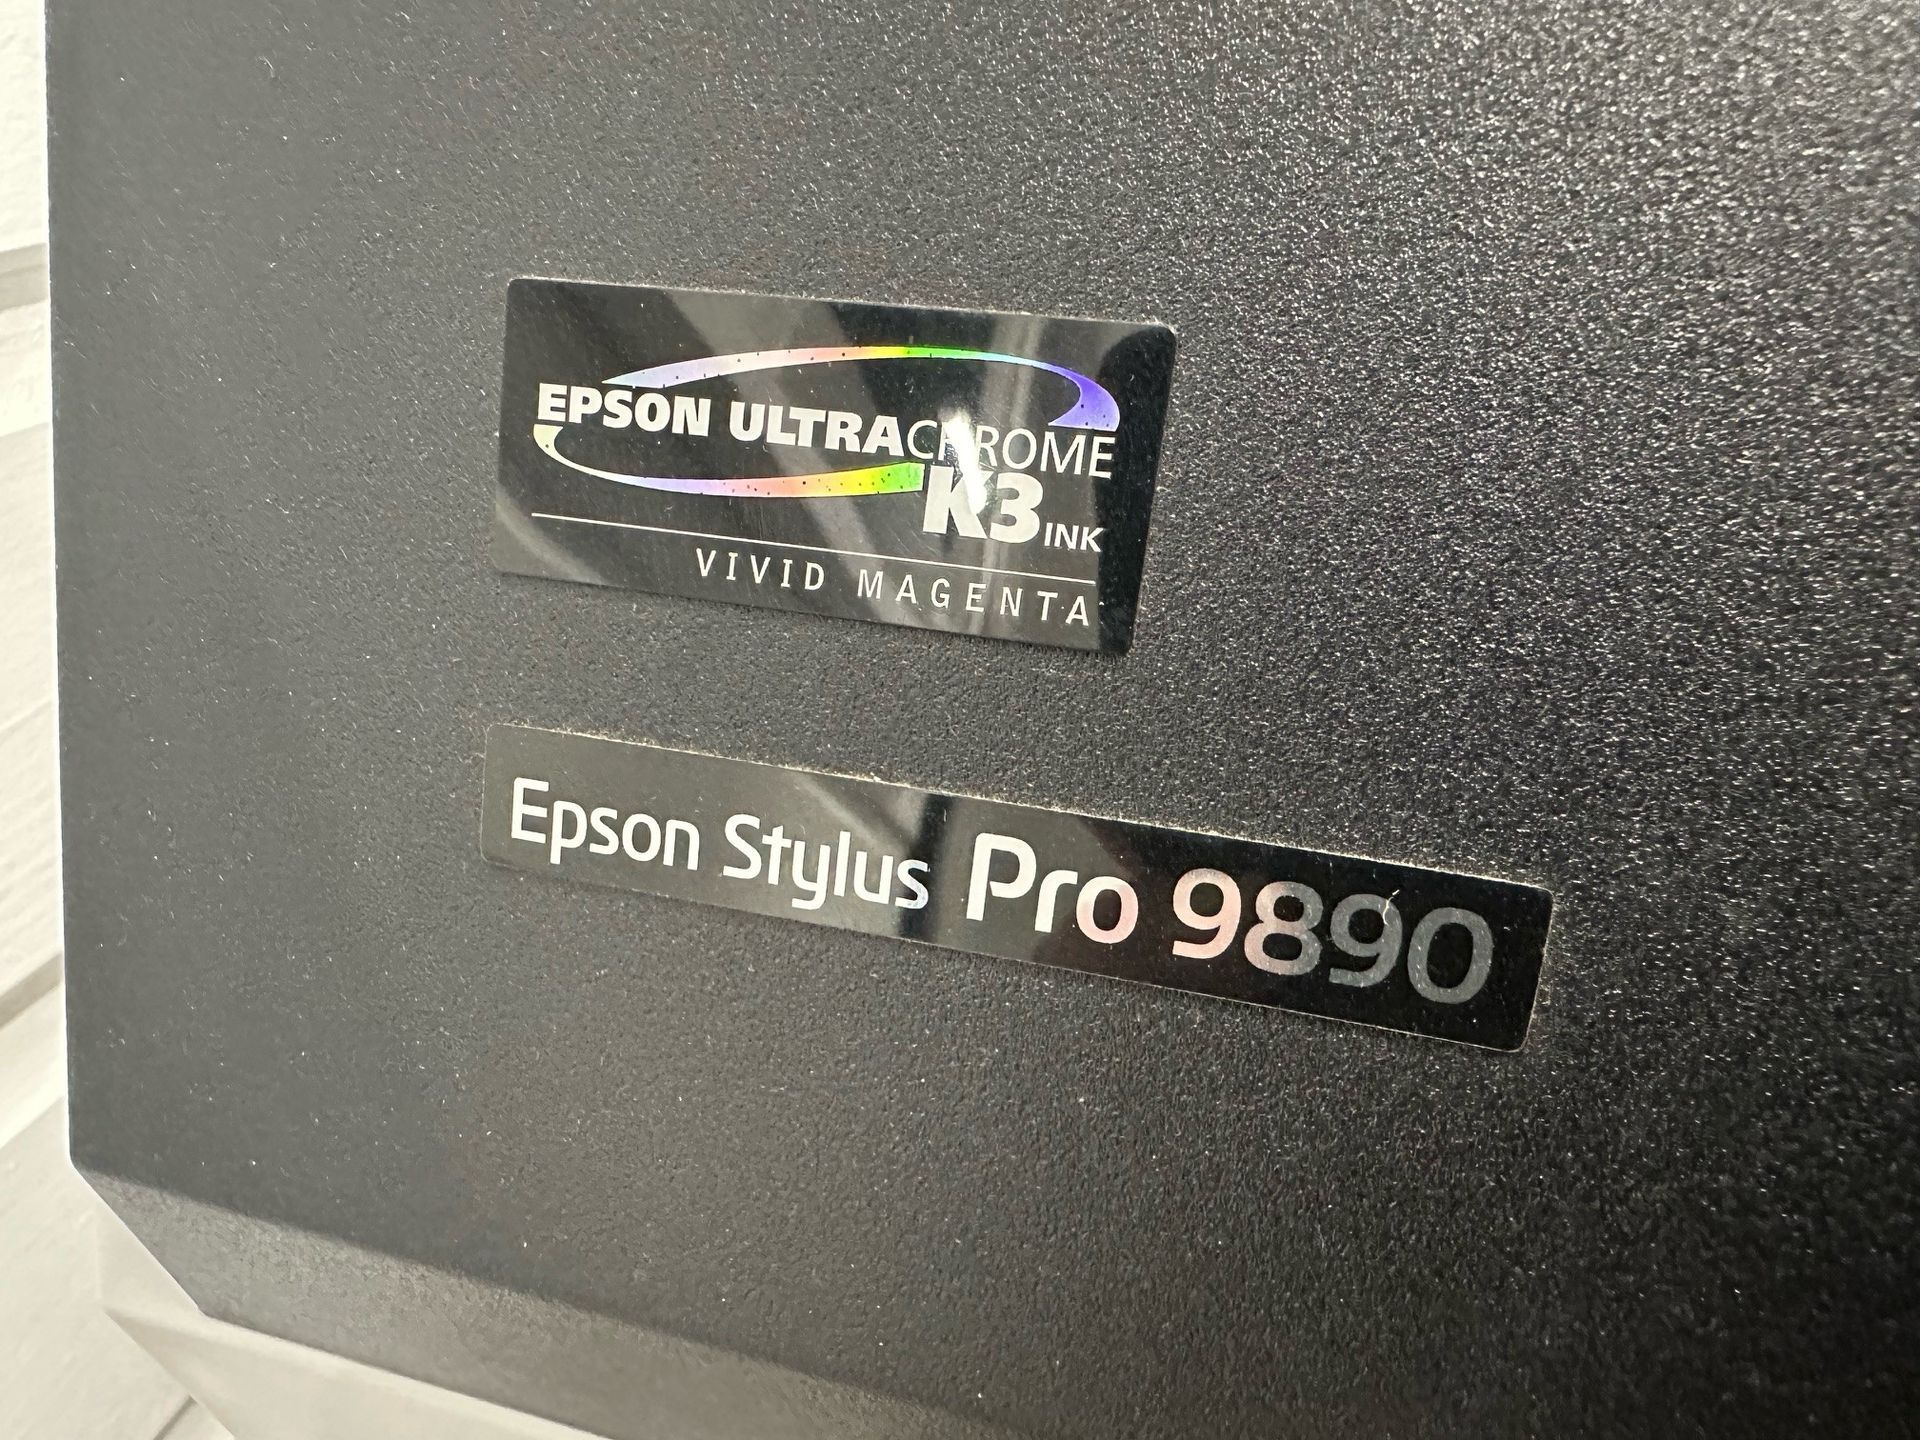 EPSON ULTRACHROME
K3 INK
VIVID MAGENTA
Epson Stylus Pro 9890